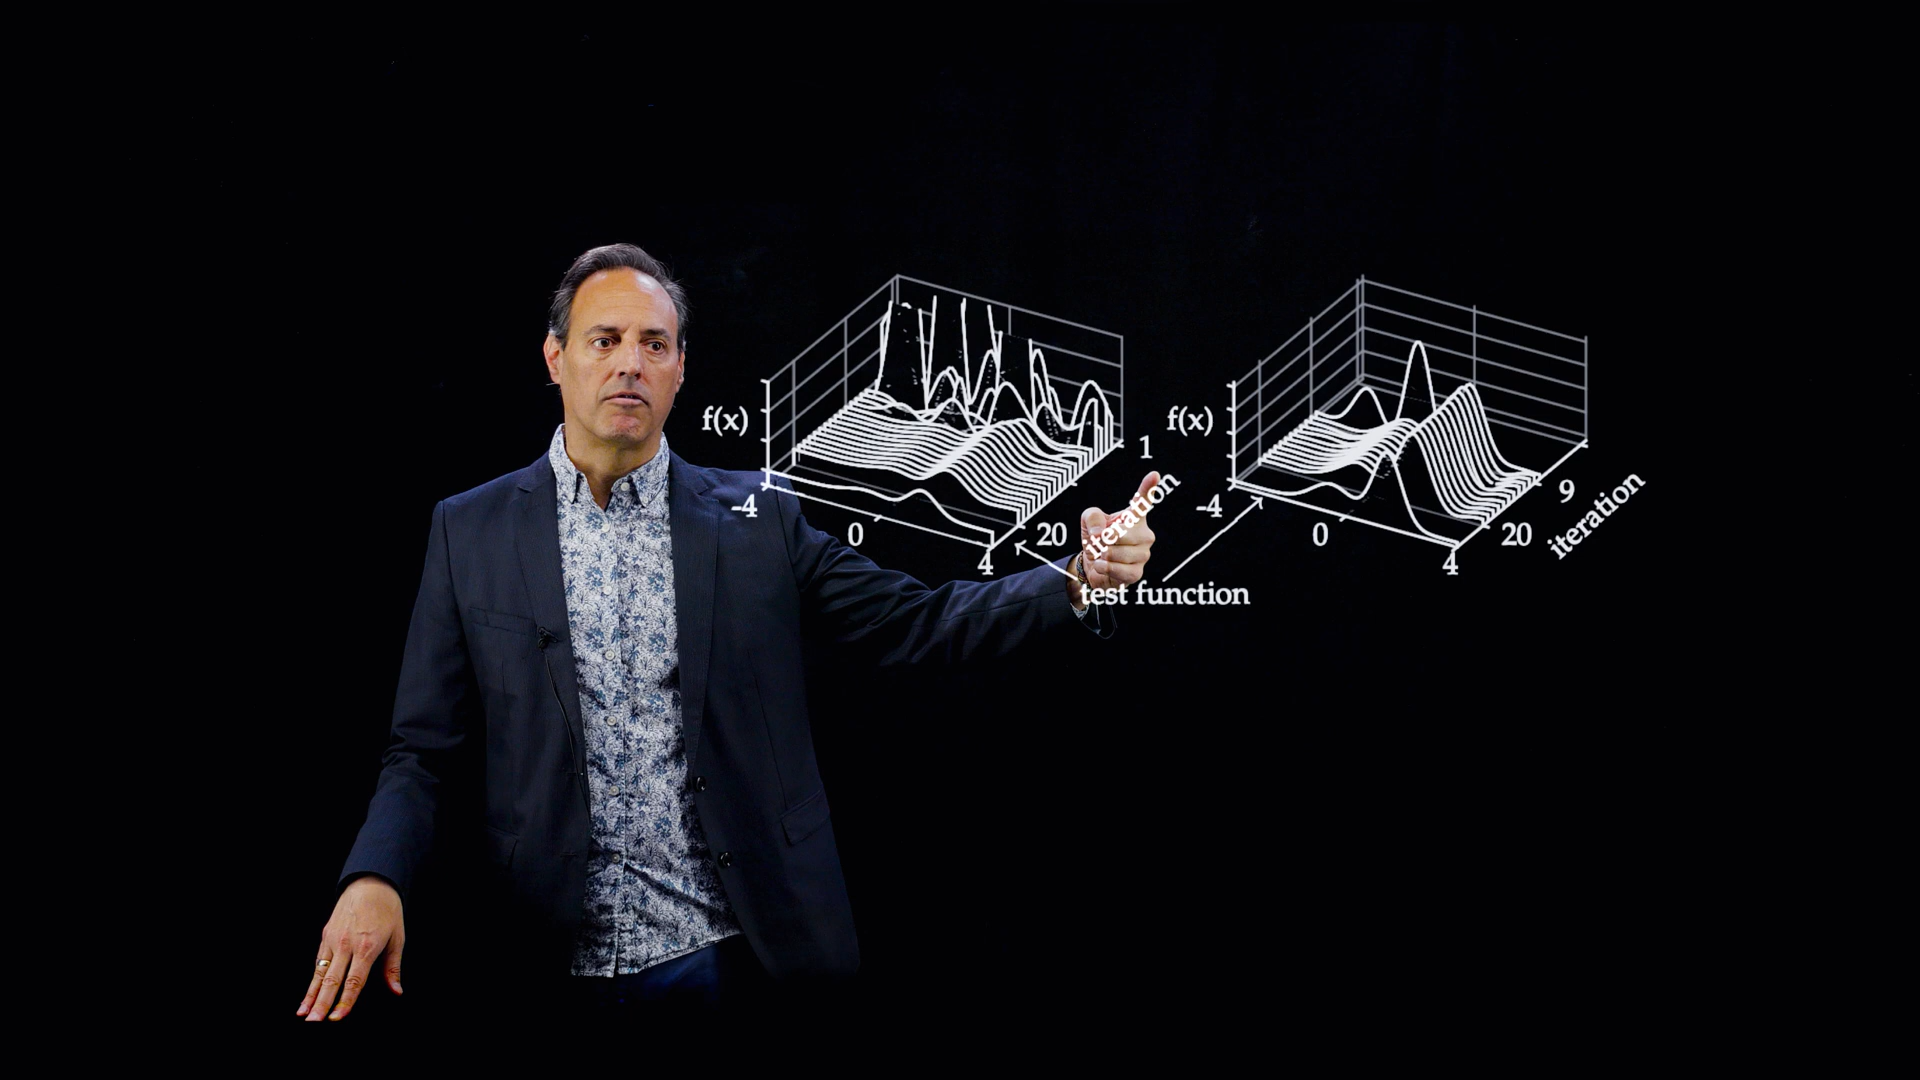 f(x)
-4
0
4
20
1
iteration
f(x)
-4
0
4
20
9
iteration
test function